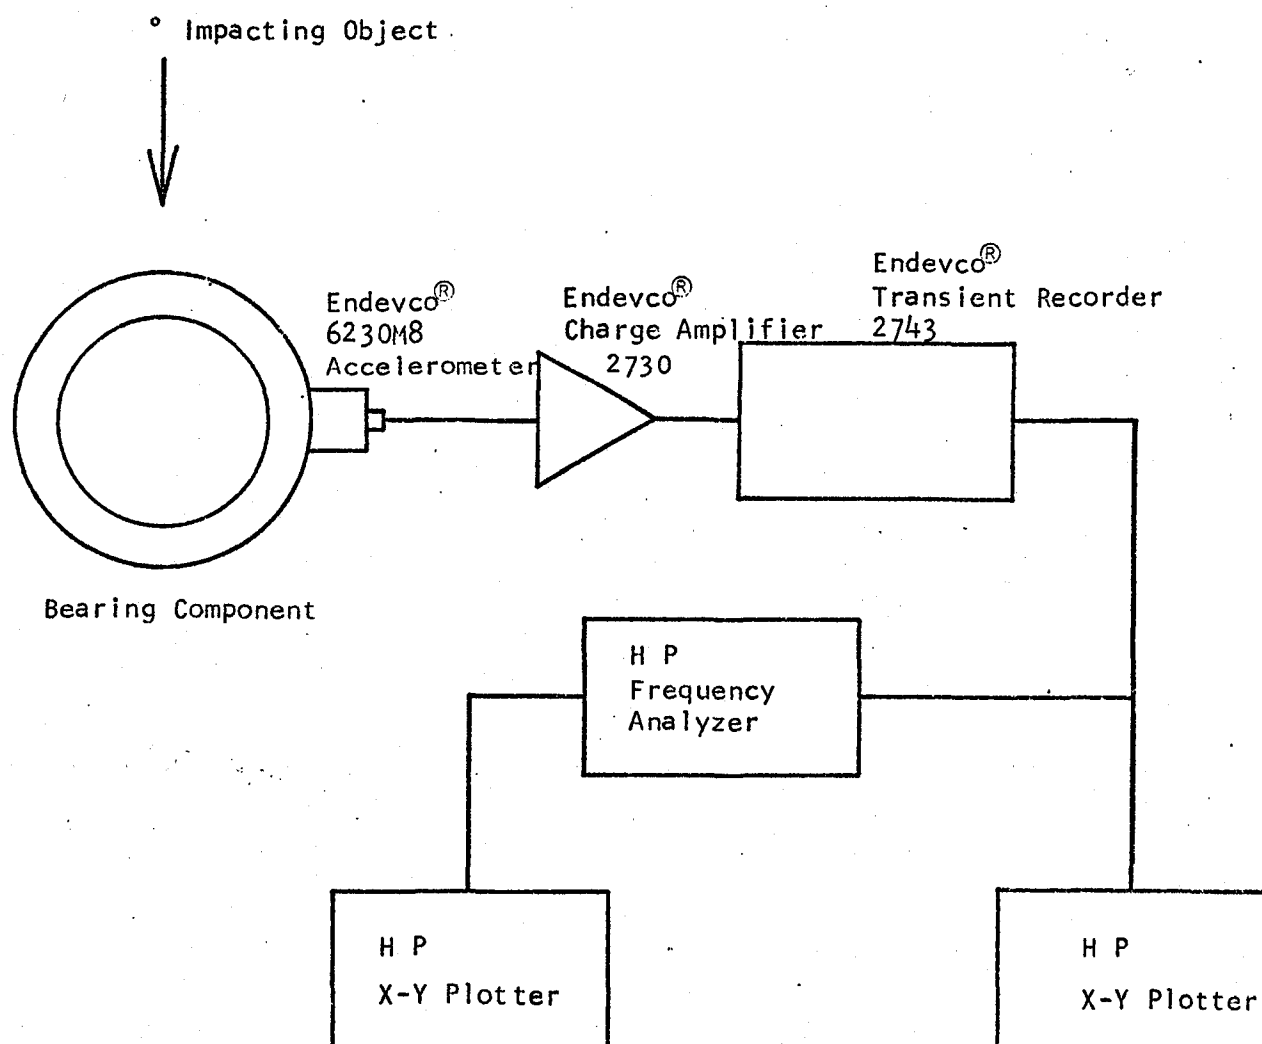 Impacting Object
Endevco®
6230M8
Accelerometer
Endevco®
Charge Amplifier
2730
Endevco®
Transient Recorder
2743
Bearing Component
H P
Frequency
Analyzer
H P
X-Y Plotter
H P
X-Y Plotter